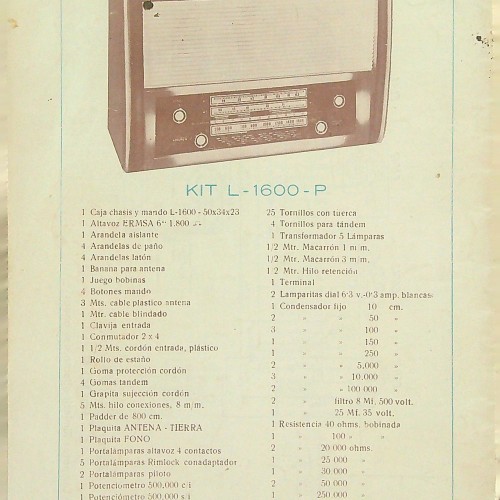 KIT L-1600-P
1 Caja chasis y mando L-1600 - 50x34x23
1 Altavoz ERMSA 6" 1.800
1 Arandela aislante
4 Arandelas de paño
4 Arandelas latón
1 Banana para antena
1 Juego bobinas
4 Botones mando
3 Mts. cable plastico antena
1 Mtr. cable blindado
1 Clavija entrada
1 Conmutador 2 x 4
1 1/2 Mts. cordón entrada, plástico
1 Rollo de estaño
1 Goma protección cordón
4 Gomas tandem
1 Grapita sujección cordón
5 Mts. hilo conexiones, 8 m/m.
1 Padder de 800 cm.
1 Plaquita ANTENA - TIERRA
1 Plaquita FONO
1 Portalámparas altavoz 4 contactos
5 Portalámparas Rimlock conadaptador
2 Portalámparas piloto
1 Potenciómetro 500,000 c/i
1 Potenciómetro 500,000 s/i
25 Tornillos con tuerca
4 Tornillos para tándem
1 Transformador 5 Lámparas
1/2 Mtr. Macarrón 1 m/m.
1/2 Mtr. Macarrón 3 m/m.
1/2 Mtr. Hilo retención
1 Terminal
2 Lamparitas dial 6'3 v.-0'3 amp. blancas.
1 Condensador fijo 10 cm.
2 » » 50 »
3 » » 100 »
1 » » 150 »
1 » » 250 »
2 » » 5,000 »
3 » » 10,000 »
2 » » 100 000 »
2 » filtro 8 Mf. 500 volt.
1 » 25 Mf. 35 volt.
1 Resistencia 40 ohms. bobinada
1 » 100 » »
2 » 20 000 ohms.
1 » 25 000 »
1 » 30 000 »
2 » 50 000 »
1 » 250 000 »